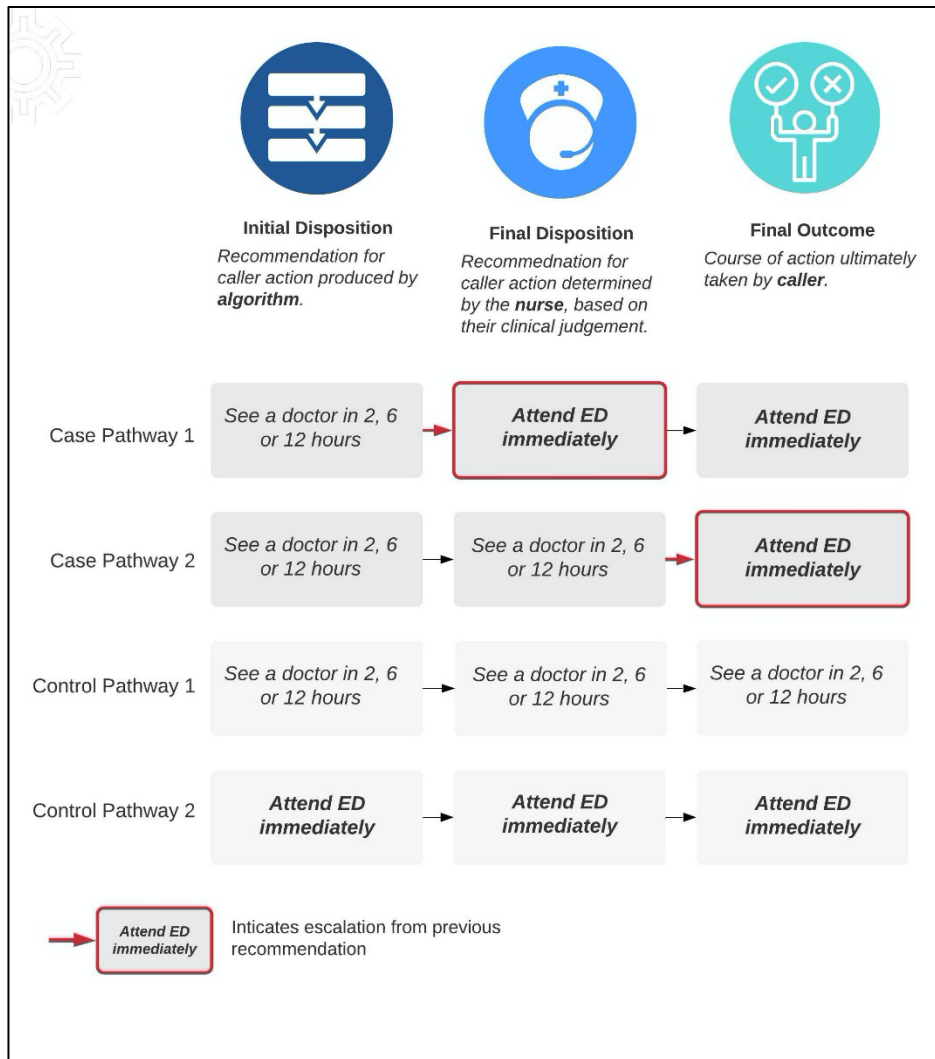 Initial Disposition
Recommendation for
caller action produced by
algorithm.
Final Disposition
Recommednation for
caller action determined
by the nurse, based on
their clinical judgement.
Final Outcome
Course of action ultimately
taken by caller.
Case Pathway 1
See a doctor in 2, 6
or 12 hours
Attend ED
immediately
Attend ED
immediately
Case Pathway 2
See a doctor in 2, 6
or 12 hours
See a doctor in 2, 6
or 12 hours
Attend ED
immediately
Control Pathway 1
See a doctor in 2, 6
or 12 hours
See a doctor in 2, 6
or 12 hours
See a doctor in 2, 6
or 12 hours
Control Pathway 2
Attend ED
immediately
Attend ED
immediately
Attend ED
immediately
Attend ED
immediately
Inticates escalation from previous
recommendation